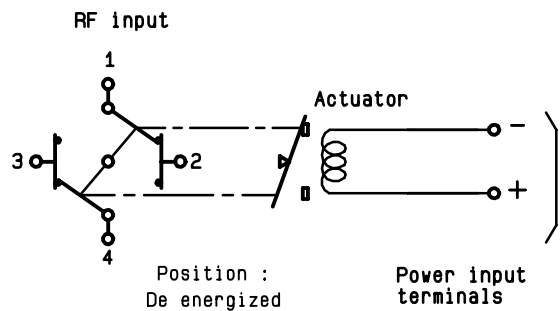 RF input
1
Actuator
-
3
2
+
4
Position :
De energized
Power input
terminals